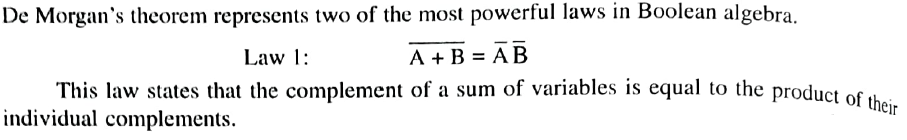 De Morgan's theorem represents two of the most powerful laws in Boolean algebra.
Law 1: $\overline{A + B} = \overline{A}\,\overline{B}$
This law states that the complement of a sum of variables is equal to the product of their
individual complements.